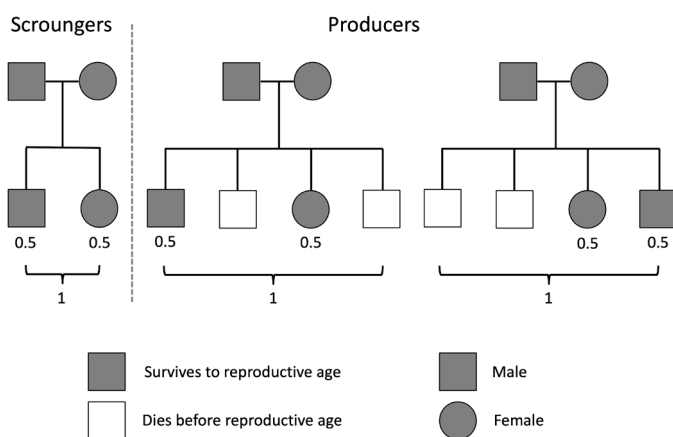 Scroungers
Producers
0.5 0.5 0.5 0.5 0.5 0.5
1 1 1
Survives to reproductive age
Male
Dies before reproductive age
Female